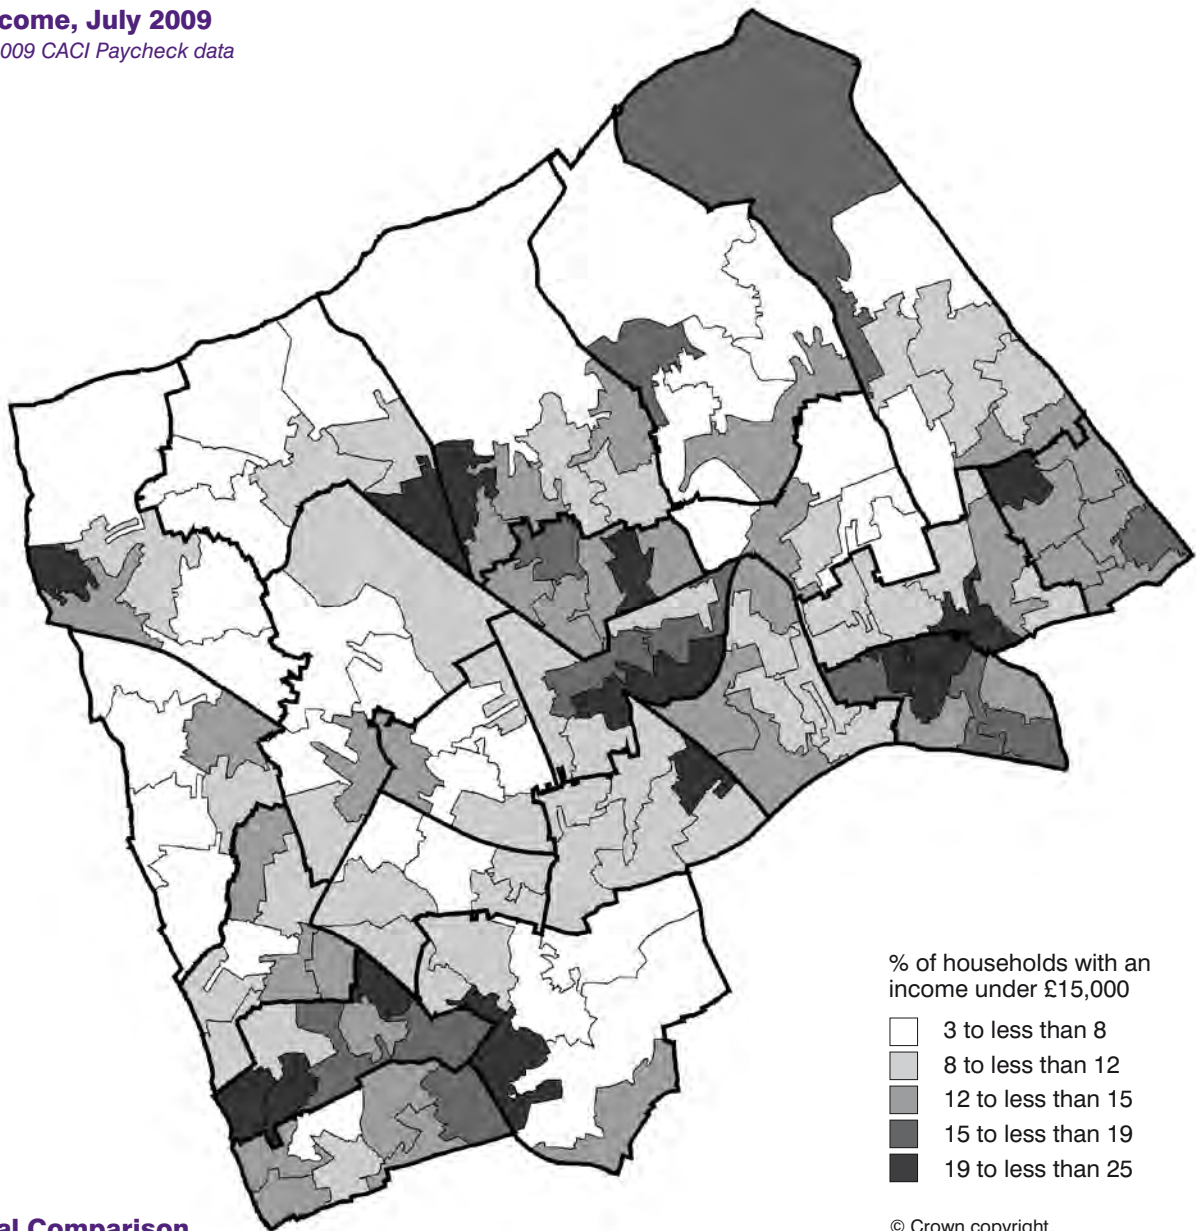 come, July 2009
009 CACI Paycheck data
% of households with an
income under £15,000
3 to less than 8
8 to less than 12
12 to less than 15
15 to less than 19
19 to less than 25
al Comparison
© Crown copyright